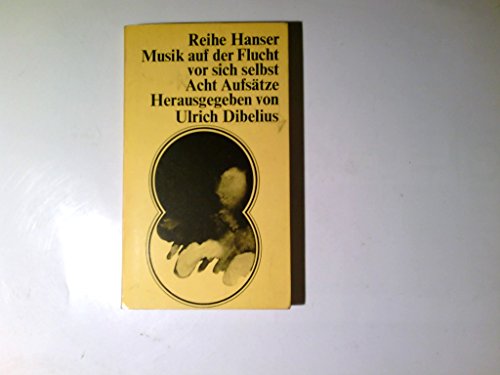 Reihe Hanser
Musik auf der Flucht
vor sich selbst
Acht Aufsätze
Herausgegeben von
Ulrich Dibelius